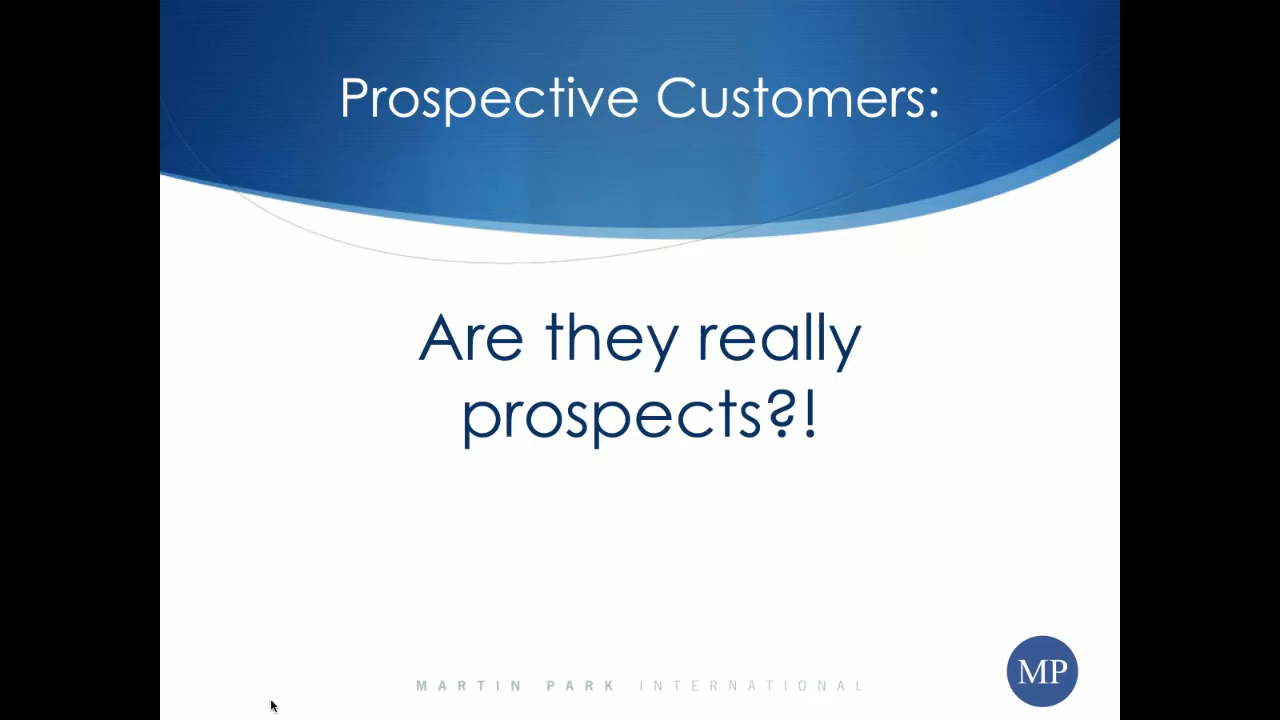 Prospective Customers:
Are they really
prospects?!
MARTIN PARK INTERNATIONAL
MP